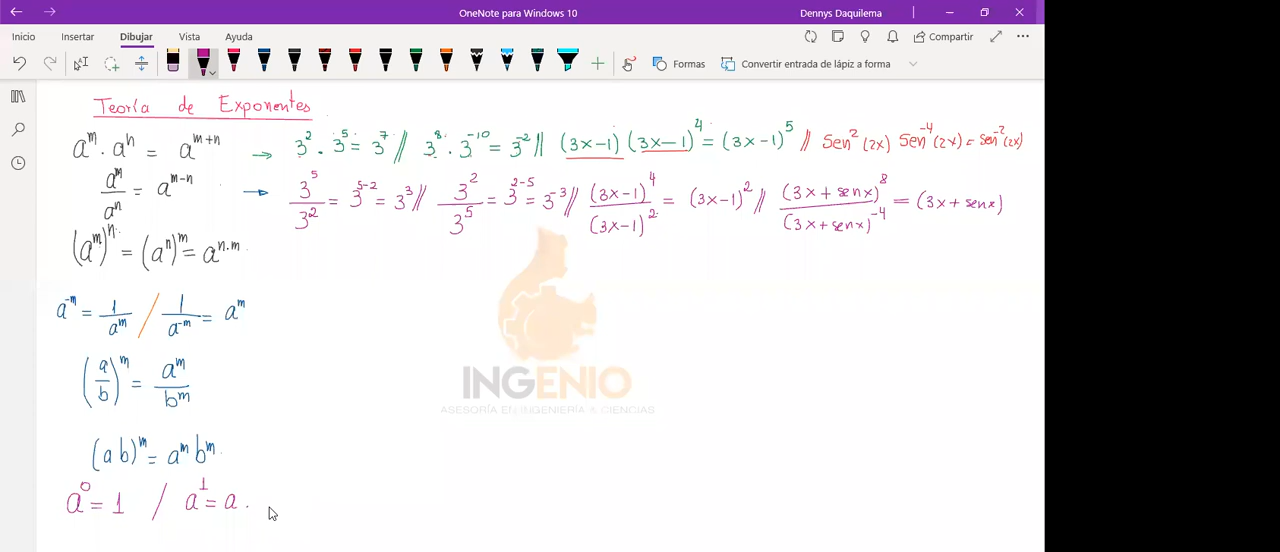 OneNote para Windows 10
Dennys Daquilema
Inicio Insertar Dibujar Vista Ayuda
Compartir
Formas Convertir entrada de lápiz a forma
Teoría de Exponentes
a^m . a^n = a^{m+n} → 3^2 . 3^5 = 3^7 // 3^8 . 3^{-10} = 3^{-2} // (3x-1) (3x-1)^4 = (3x-1)^5 // Sen^2 (2x) Sen^{-4} (2x) = Sen^{-2} (2x)
a^m/a^n = a^{m-n} → 3^5/3^2 = 3^{5-2} = 3^3 // 3^2/3^5 = 3^{2-5} = 3^{-3} // (3x-1)^4/(3x-1)^2 = (3x-1)^2 // (3x+senx)^8/(3x+senx)^{-4} = (3x+senx)
(a^m)^n = (a^n)^m = a^{n.m}
a^{-m} = 1/a^m / 1/a^{-m} = a^m
(a/b)^m = a^m/b^m
(ab)^m = a^m b^m
a^0 = 1 / a^1 = a.
INGENIO
ASESORÍA EN INGENIERÍA & CIENCIAS